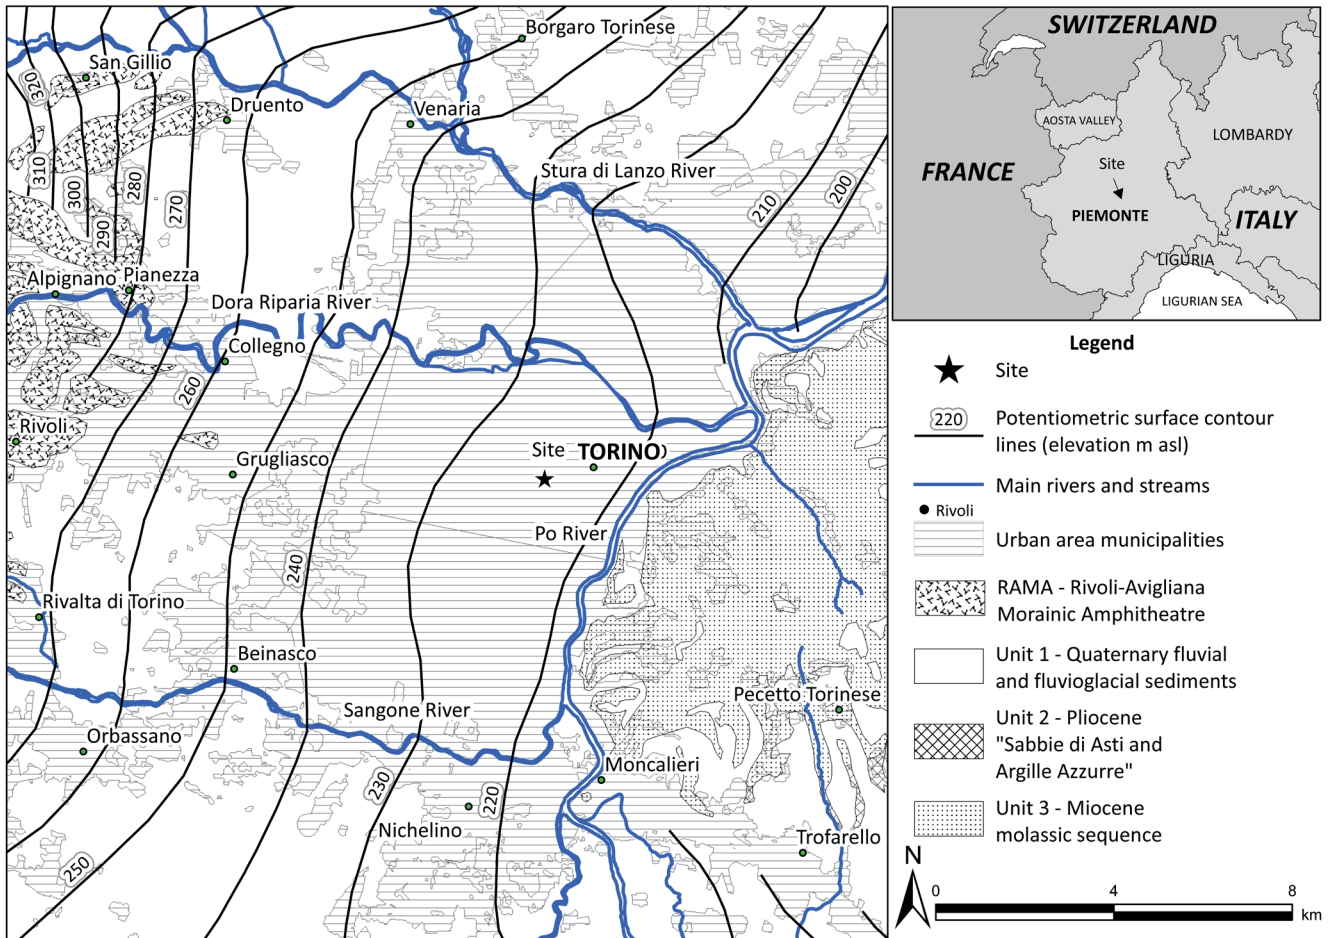 Borgaro Torinese
San Gillio
320
Druento
Venaria
310
300
280
270
290
Stura di Lanzo River
210
200
Alpignano
Pianezza
Dora Riparia River
Collegno
260
Rivoli
Grugliasco
Site
TORINO
Po River
240
Rivalta di Torino
Beinasco
Sangone River
Pecetto Torinese
Orbassano
Moncalieri
230
220
Nichelino
Trofarello
250
SWITZERLAND
AOSTA VALLEY
LOMBARDY
FRANCE
Site
PIEMONTE
ITALY
LIGURIA
LIGURIAN SEA
Legend
Site
220
Potentiometric surface contour
lines (elevation m asl)
Main rivers and streams
Rivoli
Urban area municipalities
RAMA - Rivoli-Avigliana
Morainic Amphitheatre
Unit 1 - Quaternary fluvial
and fluvioglacial sediments
Unit 2 - Pliocene
"Sabbie di Asti and
Argille Azzurre"
Unit 3 - Miocene
molassic sequence
N
0 4 8
km